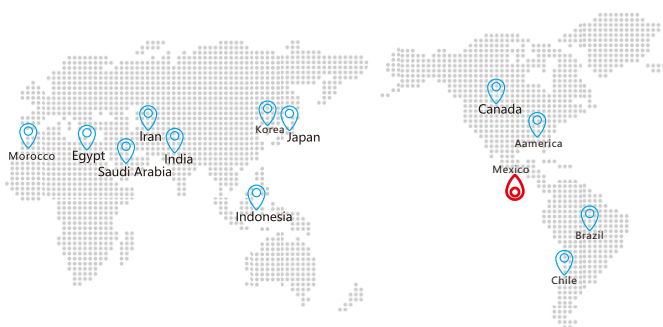 Canada
Korea
Iran
Japan
Aamerica
Morocco
Egypt
India
Saudi Arabia
Mexico
Indonesia
Brazil
Chile